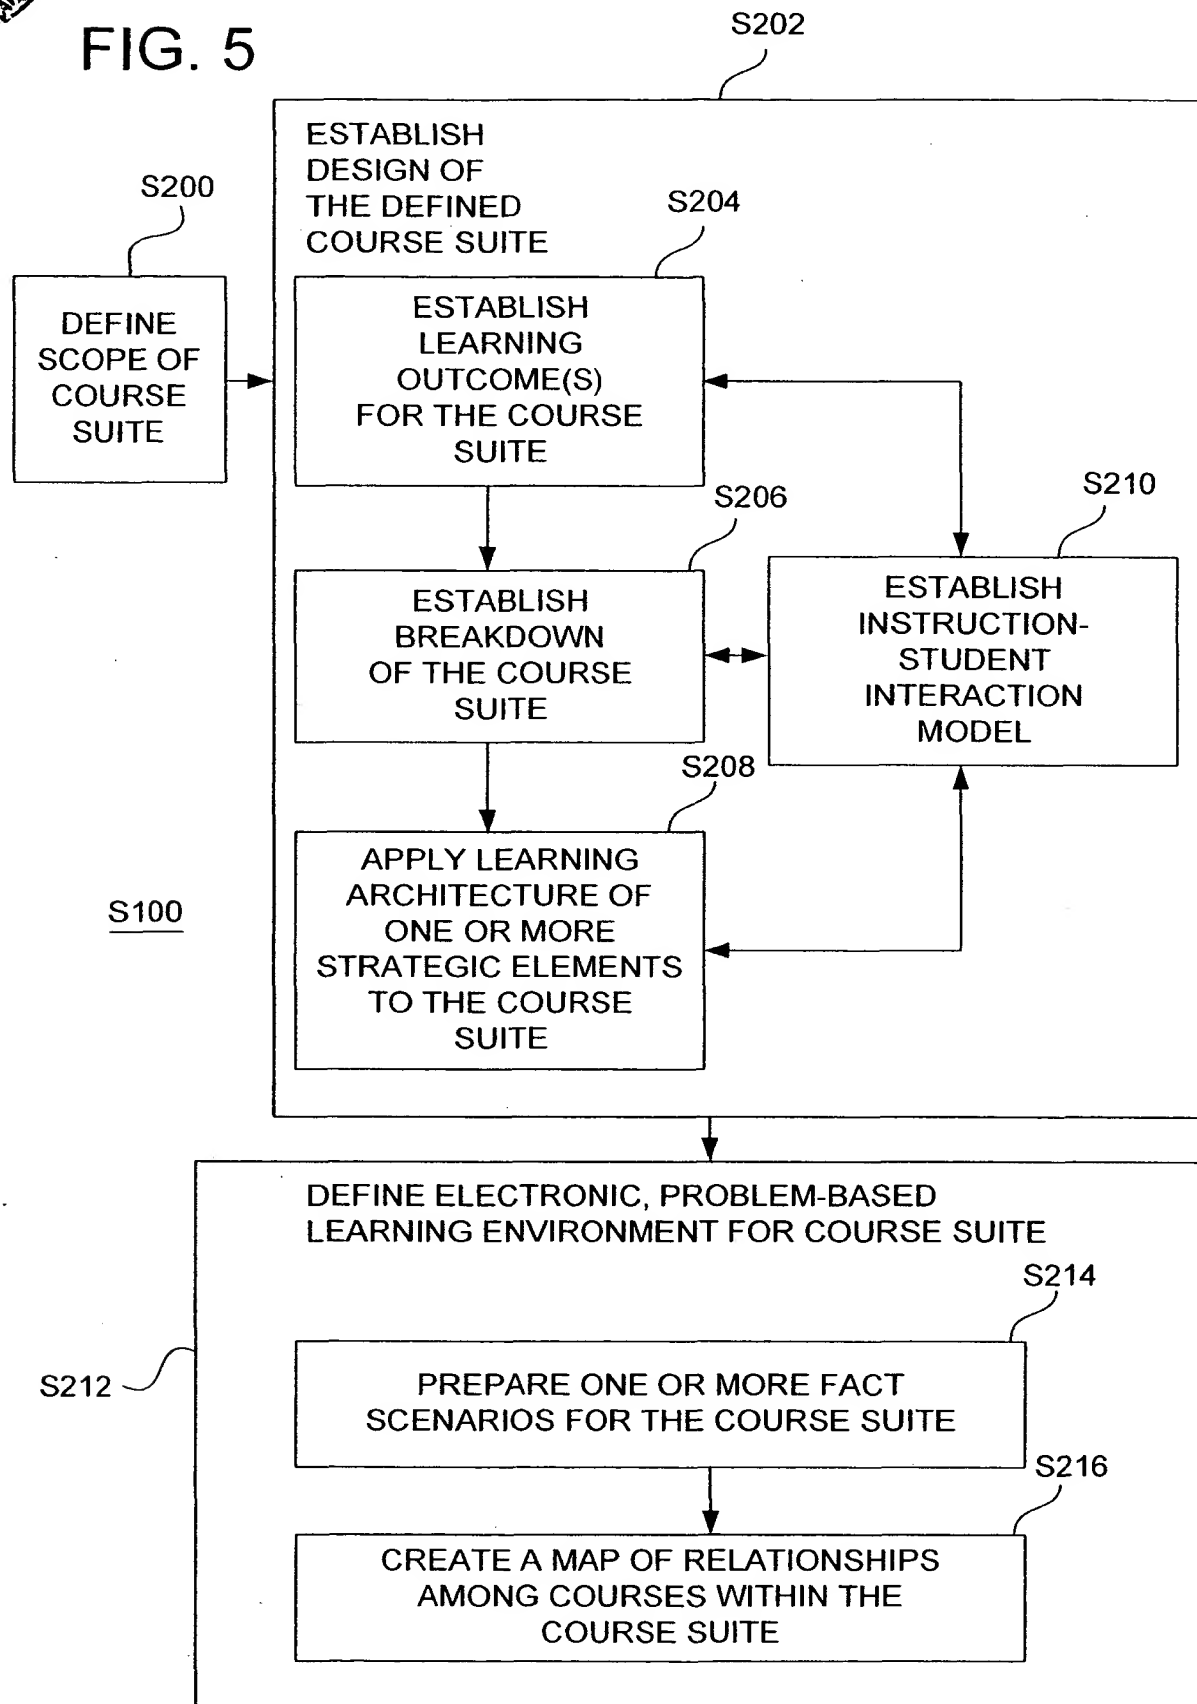 FIG. 5
S202
ESTABLISH
DESIGN OF
THE DEFINED
COURSE SUITE
S200
DEFINE
SCOPE OF
COURSE
SUITE
S204
ESTABLISH
LEARNING
OUTCOME(S)
FOR THE COURSE
SUITE
S206
ESTABLISH
BREAKDOWN
OF THE COURSE
SUITE
S210
ESTABLISH
INSTRUCTION-
STUDENT
INTERACTION
MODEL
S208
APPLY LEARNING
ARCHITECTURE OF
ONE OR MORE
STRATEGIC ELEMENTS
TO THE COURSE
SUITE
S100
DEFINE ELECTRONIC, PROBLEM-BASED
LEARNING ENVIRONMENT FOR COURSE SUITE
S212
S214
PREPARE ONE OR MORE FACT
SCENARIOS FOR THE COURSE SUITE
S216
CREATE A MAP OF RELATIONSHIPS
AMONG COURSES WITHIN THE
COURSE SUITE